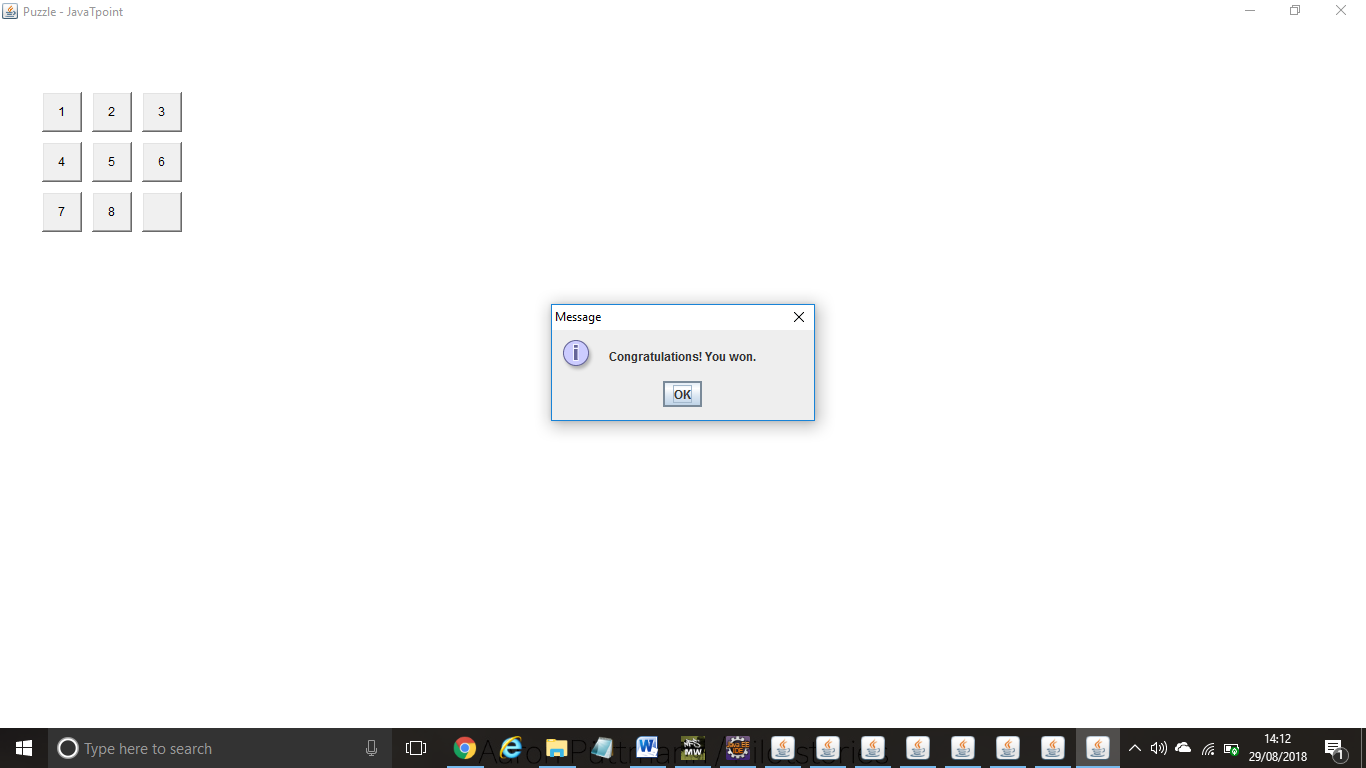 Puzzle - JavaTpoint
1 2 3
4 5 6
7 8
Message
Congratulations! You won.
OK
Type here to search
14:12
29/08/2018
1